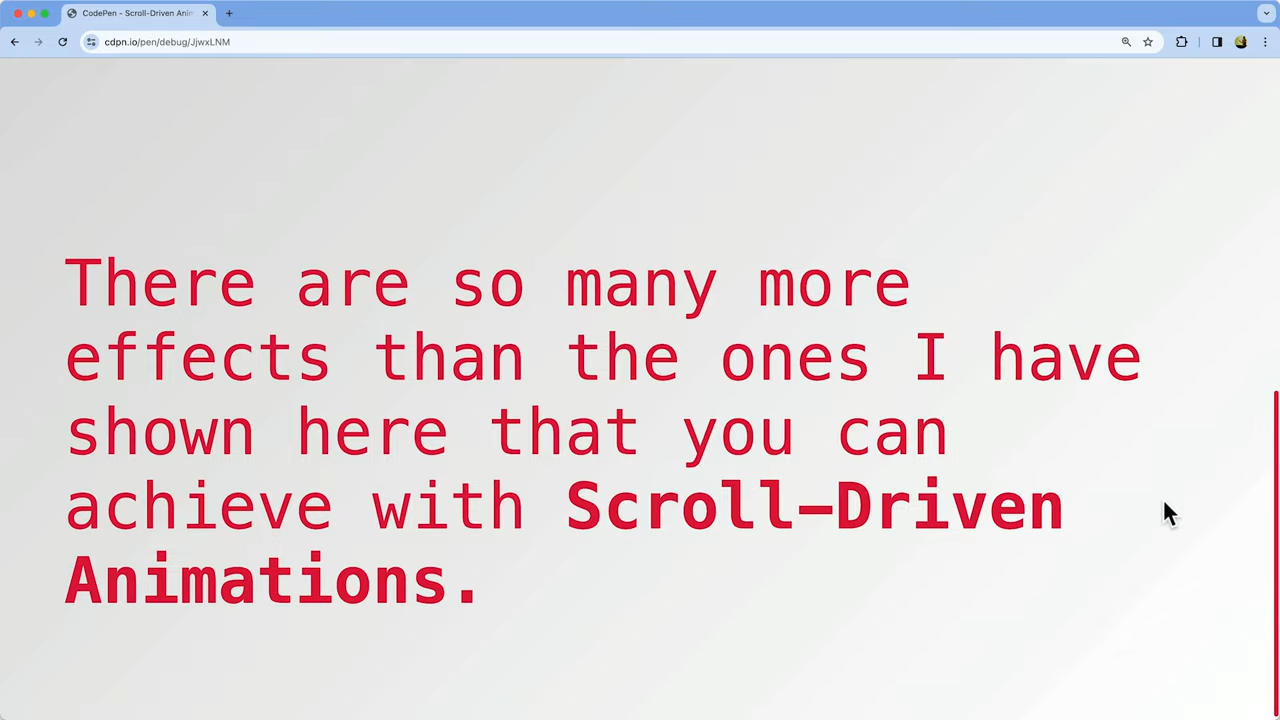 CodePen - Scroll-Driven Anim
cdpn.io/pen/debug/JjwxLNM
There are so many more
effects than the ones I have
shown here that you can
achieve with Scroll-Driven
Animations.